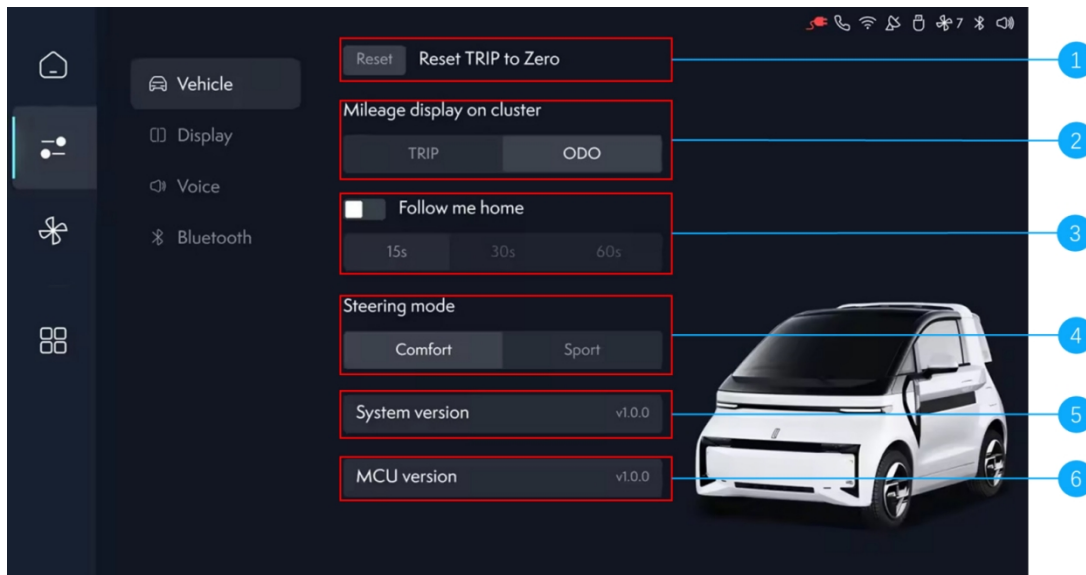 7
Reset Reset TRIP to Zero
1
Vehicle
Mileage display on cluster
Display
TRIP ODO
2
Voice
Follow me home
3
Bluetooth
15s 30s 60s
Steering mode
Comfort Sport
4
System version v1.0.0
5
MCU version v1.0.0
6